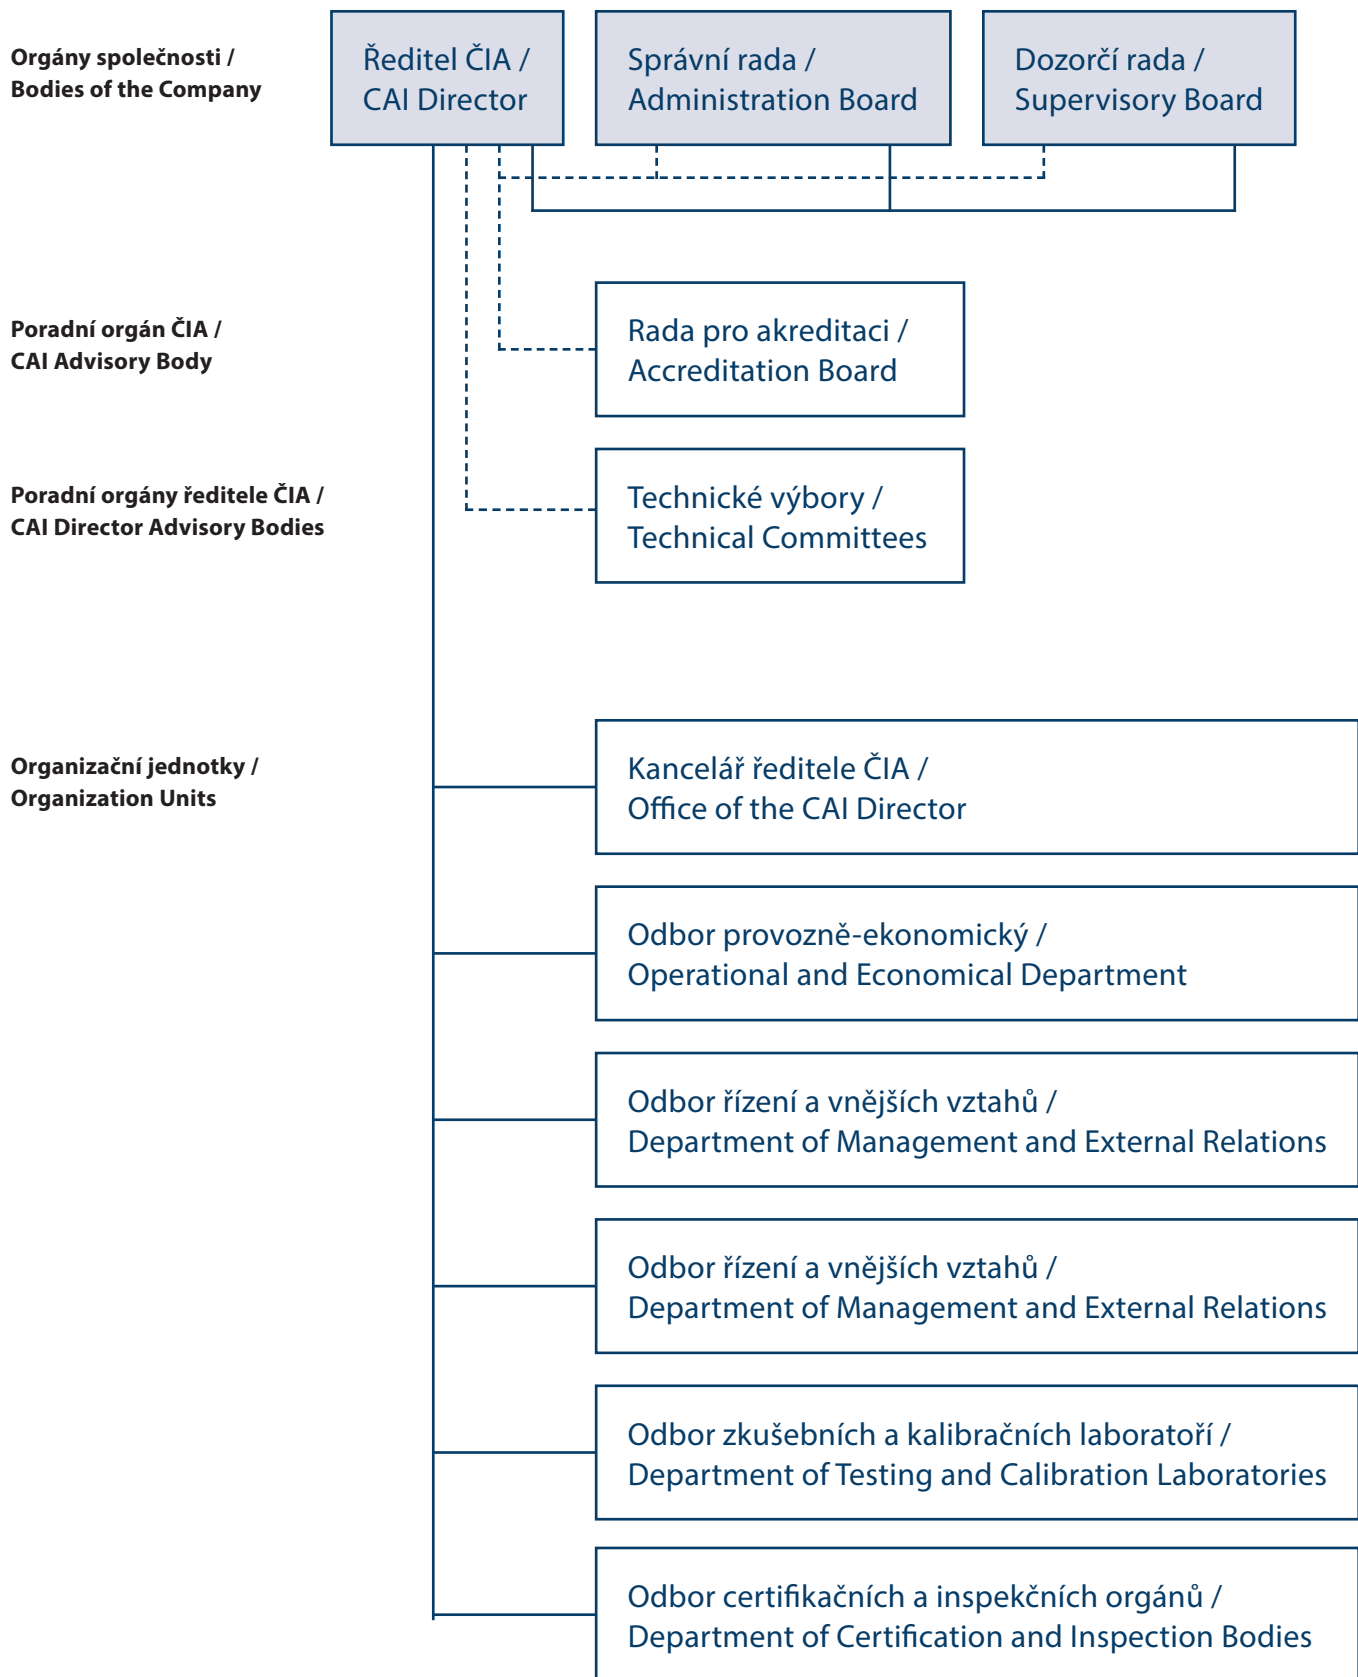 Orgány společnosti /
Bodies of the Company
Ředitel ČIA /
CAI Director
Správní rada /
Administration Board
Dozorčí rada /
Supervisory Board
Poradní orgán ČIA /
CAI Advisory Body
Rada pro akreditaci /
Accreditation Board
Poradní orgány ředitele ČIA /
CAI Director Advisory Bodies
Technické výbory /
Technical Committees
Organizační jednotky /
Organization Units
Kancelář ředitele ČIA /
Office of the CAI Director
Odbor provozně-ekonomický /
Operational and Economical Department
Odbor řízení a vnějších vztahů /
Department of Management and External Relations
Odbor řízení a vnějších vztahů /
Department of Management and External Relations
Odbor zkušebních a kalibračních laboratoří /
Department of Testing and Calibration Laboratories
Odbor certifikačních a inspekčních orgánů /
Department of Certification and Inspection Bodies